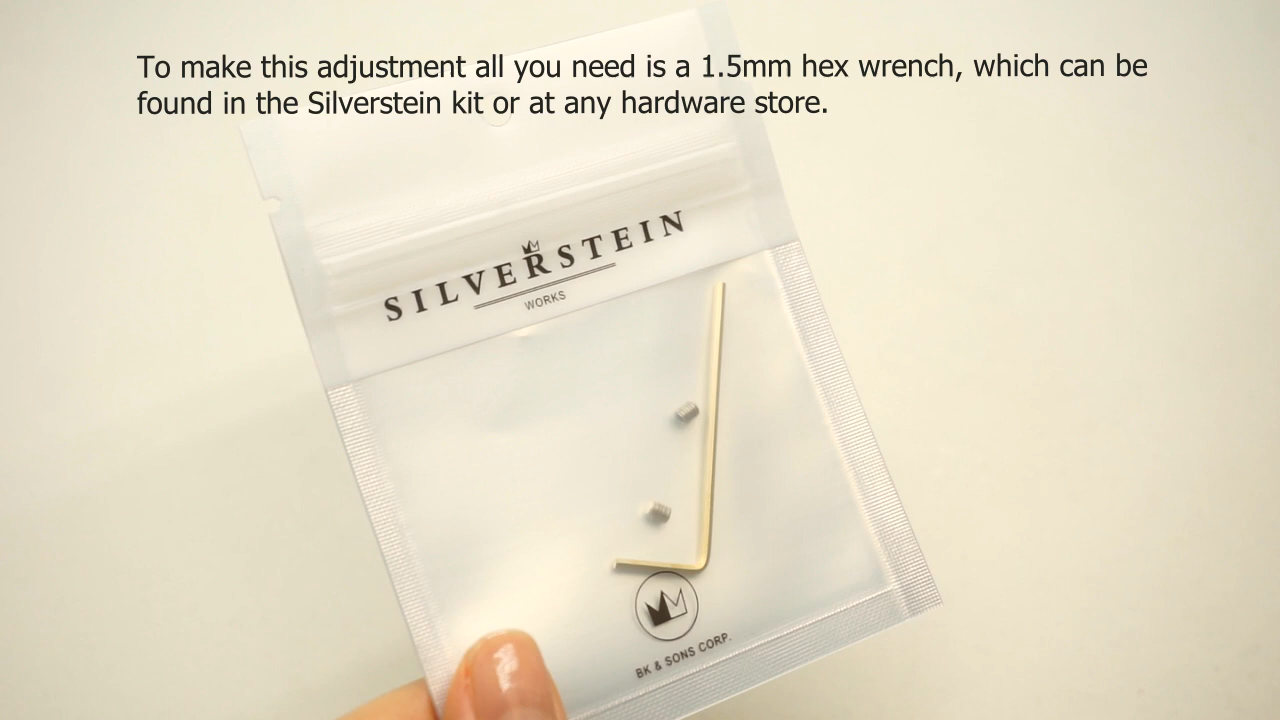 To make this adjustment all you need is a 1.5mm hex wrench, which can be
found in the Silverstein kit or at any hardware store.
SILVERSTEIN
WORKS
BK & SONS CORP.